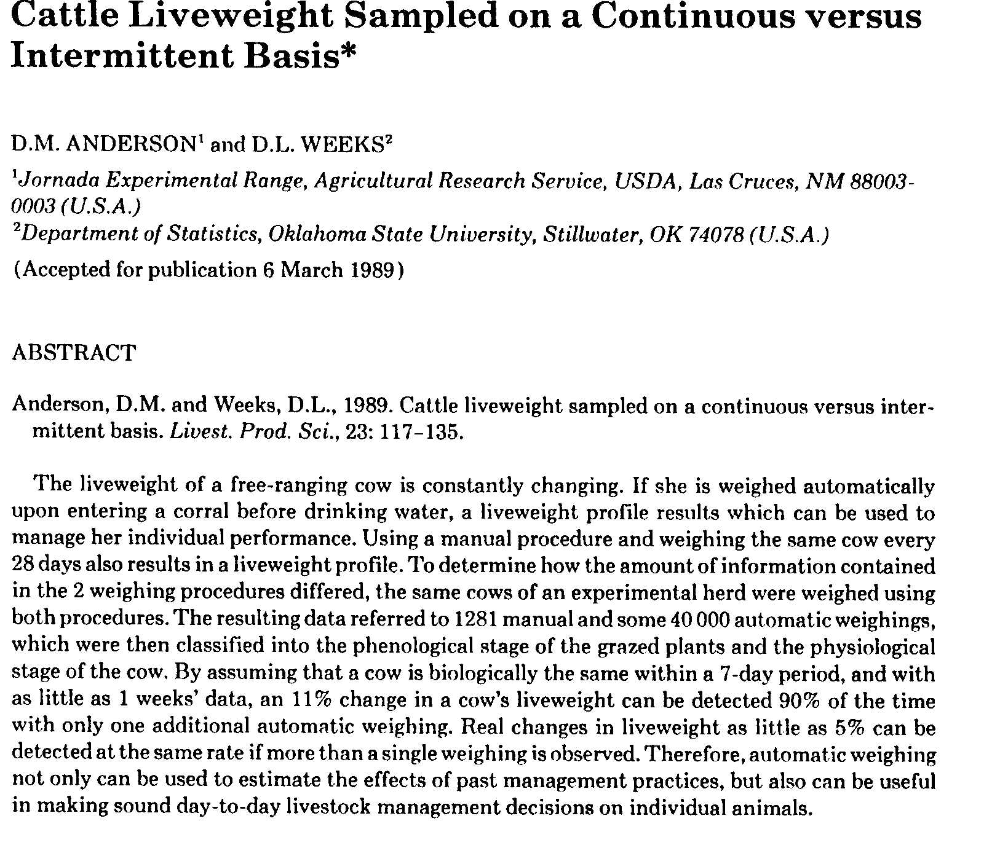 Cattle Liveweight Sampled on a Continuous versus
Intermittent Basis*
D.M. ANDERSON¹ and D.L. WEEKS²
¹Jornada Experimental Range, Agricultural Research Service, USDA, Las Cruces, NM 88003-
0003 (U.S.A.)
²Department of Statistics, Oklahoma State University, Stillwater, OK 74078 (U.S.A.)
(Accepted for publication 6 March 1989)
ABSTRACT
Anderson, D.M. and Weeks, D.L., 1989. Cattle liveweight sampled on a continuous versus inter-
mittent basis. Livest. Prod. Sci., 23: 117–135.
The liveweight of a free-ranging cow is constantly changing. If she is weighed automatically
upon entering a corral before drinking water, a liveweight profile results which can be used to
manage her individual performance. Using a manual procedure and weighing the same cow every
28 days also results in a liveweight profile. To determine how the amount of information contained
in the 2 weighing procedures differed, the same cows of an experimental herd were weighed using
both procedures. The resulting data referred to 1281 manual and some 40 000 automatic weighings,
which were then classified into the phenological stage of the grazed plants and the physiological
stage of the cow. By assuming that a cow is biologically the same within a 7-day period, and with
as little as 1 weeks' data, an 11% change in a cow's liveweight can be detected 90% of the time
with only one additional automatic weighing. Real changes in liveweight as little as 5% can be
detected at the same rate if more than a single weighing is observed. Therefore, automatic weighing
not only can be used to estimate the effects of past management practices, but also can be useful
in making sound day-to-day livestock management decisions on individual animals.